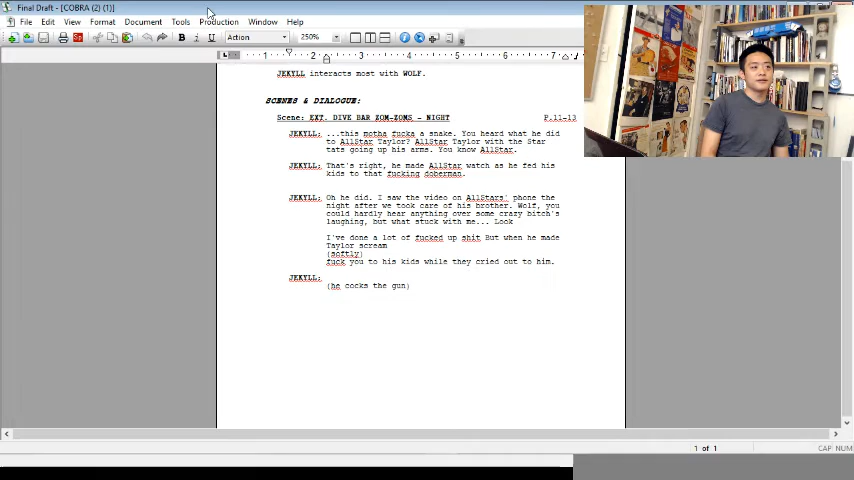 Final Draft - [COBRA (2) (1)]
File Edit View Format Document Tools Production Window Help
Action 250%
1 2 3 4 5 6 7
JEKYLL interacts most with WOLF.
SCENES & DIALOGUE:
Scene: EXT. DIVE BAR ZOM-ZOMS - NIGHT P.11-13
JEKYLL: ...this motha fucka a snake. You heard what he did
to AllStar Taylor? AllStar Taylor with the Star
tats going up his arms. You know AllStar.
JEKYLL: That's right, he made AllStar watch as he fed his
kids to that fucking doberman.
JEKYLL: Oh he did. I saw the video on AllStars' phone the
night after we took care of his brother. Wolf, you
could hardly hear anything over some crazy bitch's
laughing, but what stuck with me... Look
I've done a lot of fucked up shit But when he made
Taylor scream
(softly)
fuck you to his kids while they cried out to him.
JEKYLL:
(he cocks the gun)
1 of 1
CAP NUM